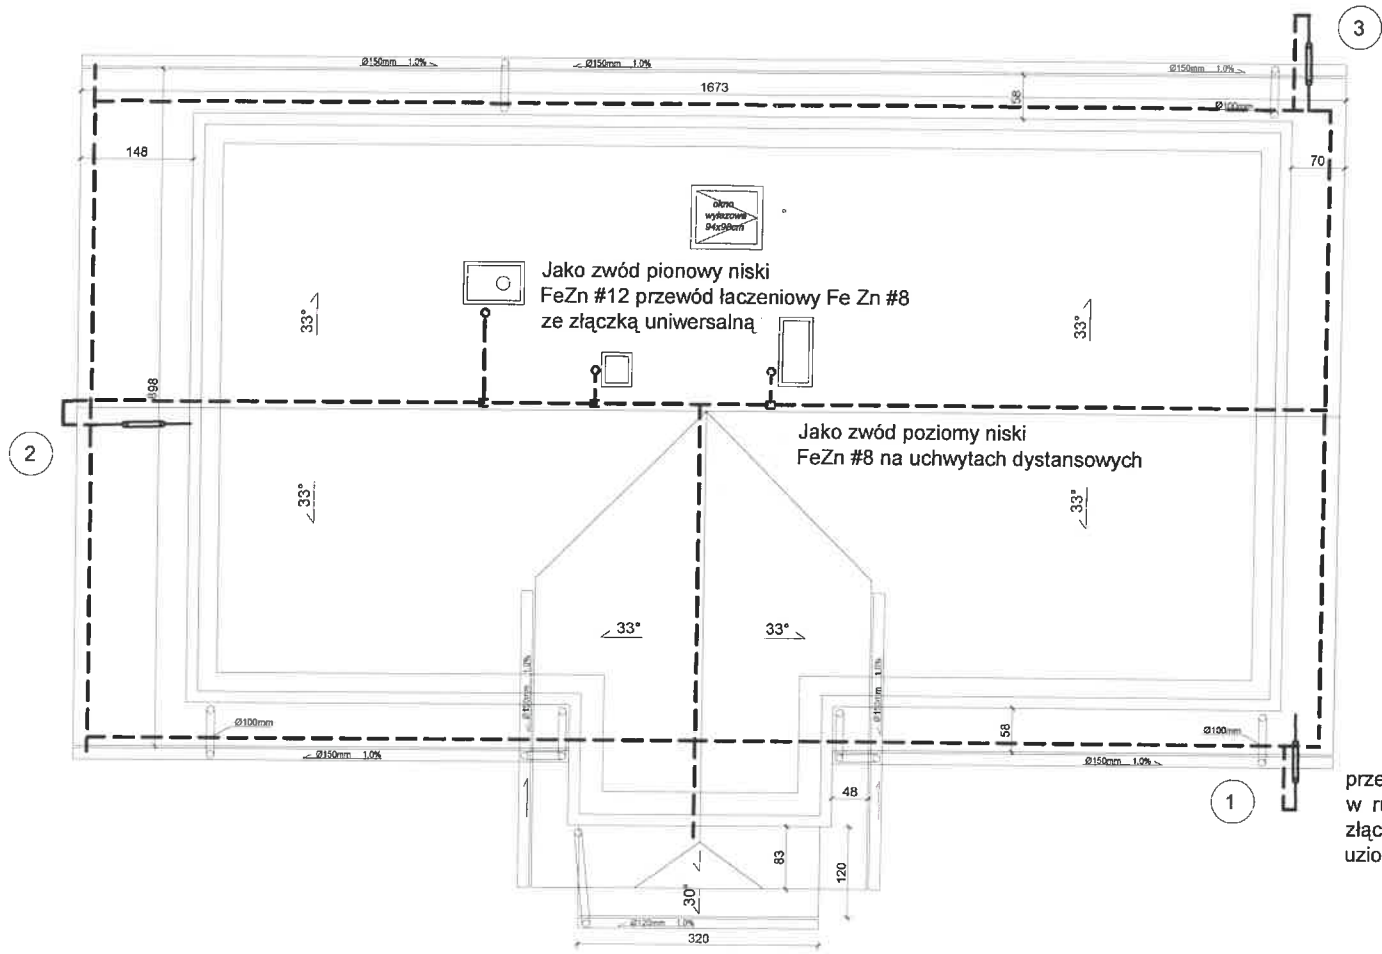 3
Ø150mm 1.0%
Ø150mm 1.0%
Ø150mm 1.0%
1673
58
Ø100mm
148
70
okno
wyłazowe
94x98cm
Jako zwód pionowy niski
FeZn #12 przewód łaczeniowy Fe Zn #8
ze złączką uniwersalną
33°
33°
898
2
Jako zwód poziomy niski
FeZn #8 na uchwytach dystansowych
33°
33°
33°
33°
Ø150mm 1.0%
Ø150mm 1.0%
Ø100mm
58
Ø100mm
Ø150mm 1.0%
Ø150mm 1.0%
48
1
prze
w r
złąc
uzio
83
120
30°
Ø120mm 1.0%
320